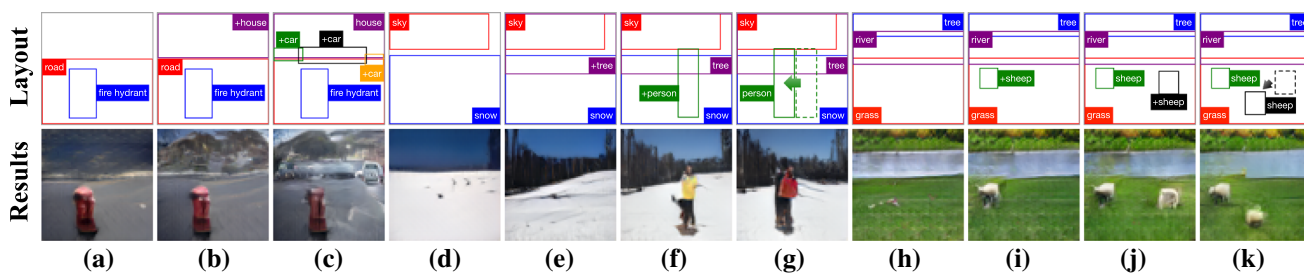 Layout
road
fire hydrant
+house
road
fire hydrant
house
+car
+car
+car
road
fire hydrant
sky
snow
sky
+tree
snow
sky
tree
+person
snow
sky
tree
person
snow
tree
river
grass
tree
river
+sheep
grass
tree
river
sheep
+sheep
grass
tree
river
sheep
sheep
grass
Results
(a) (b) (c) (d) (e) (f) (g) (h) (i) (j) (k)